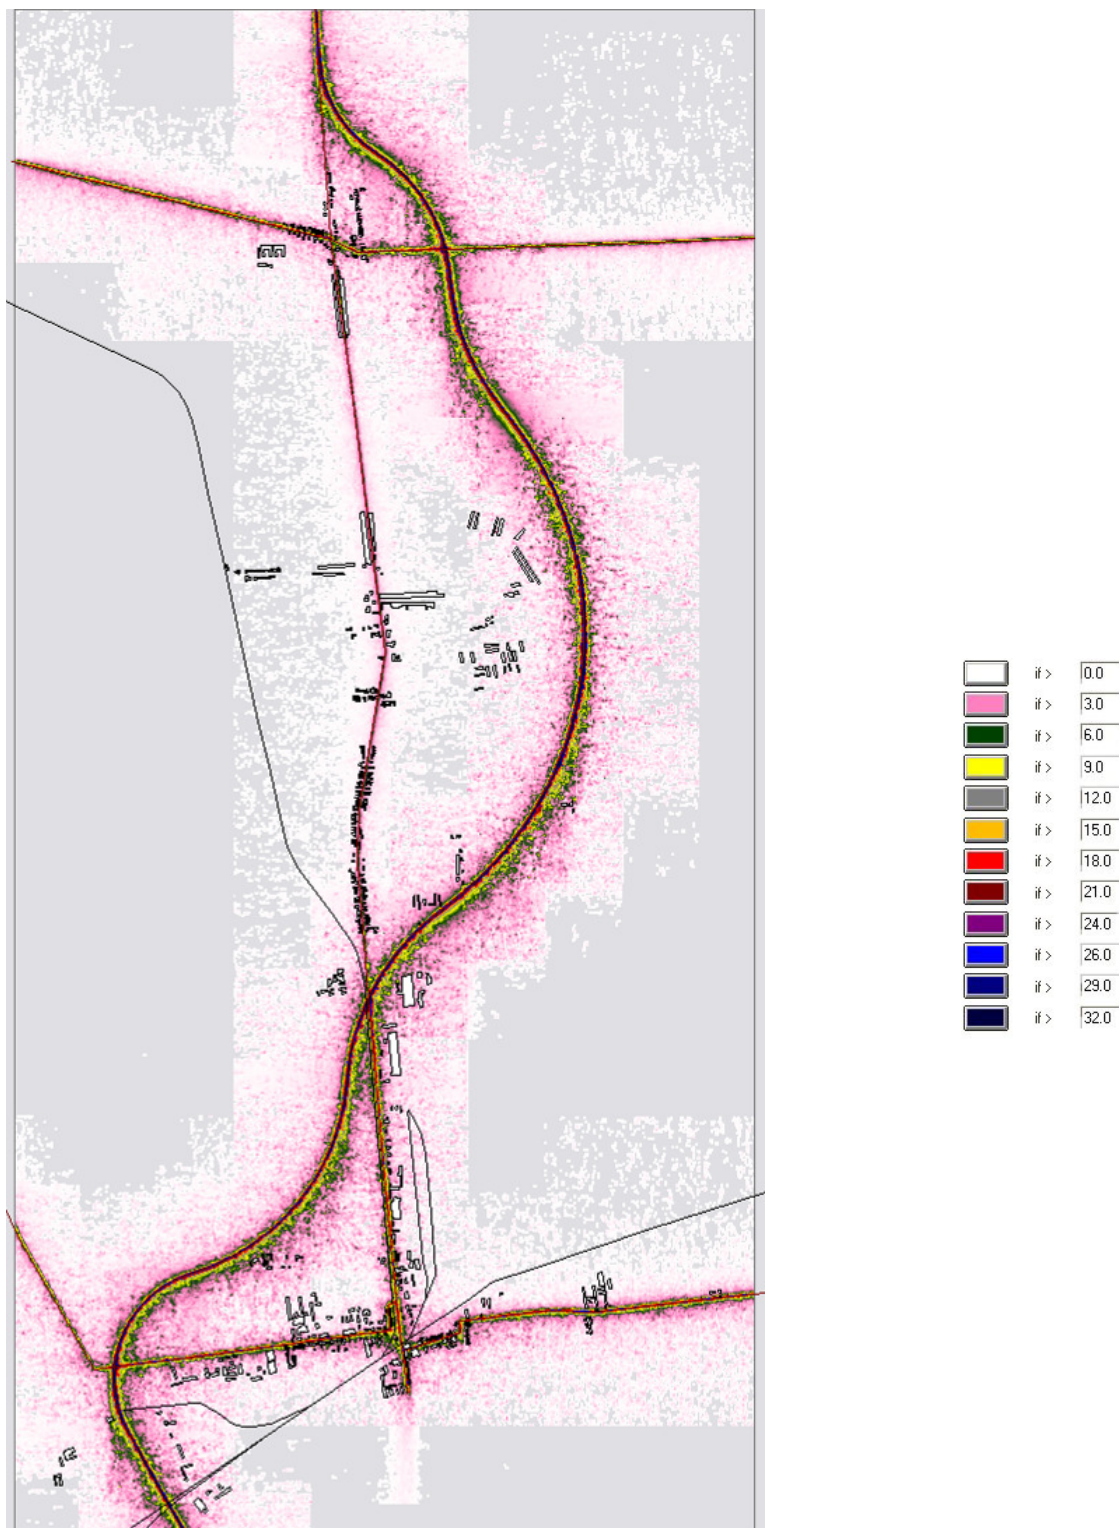 if > 0.0
if > 3.0
if > 6.0
if > 9.0
if > 12.0
if > 15.0
if > 18.0
if > 21.0
if > 24.0
if > 26.0
if > 29.0
if > 32.0